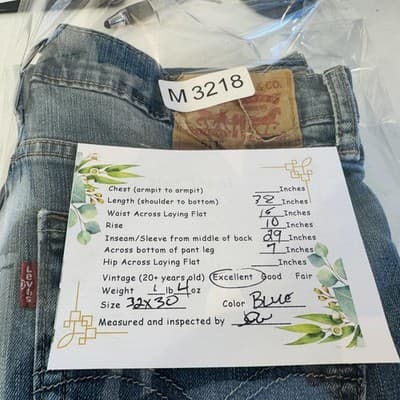 M 3218
& CO.
Chest (armpit to armpit) ____Inches
Length (shoulder to bottom) 38 Inches
Waist Across Laying Flat 16 Inches
Rise 10 Inches
Inseam/Sleeve from middle of back 29 Inches
Across bottom of pant leg 7 Inches
Hip Across Laying Flat ____Inches
Vintage (20+ years old) Excellent Good Fair
Weight 1 lb 4 oz
Size 32x30 Color BLUE
Measured and inspected by
LEVI'S